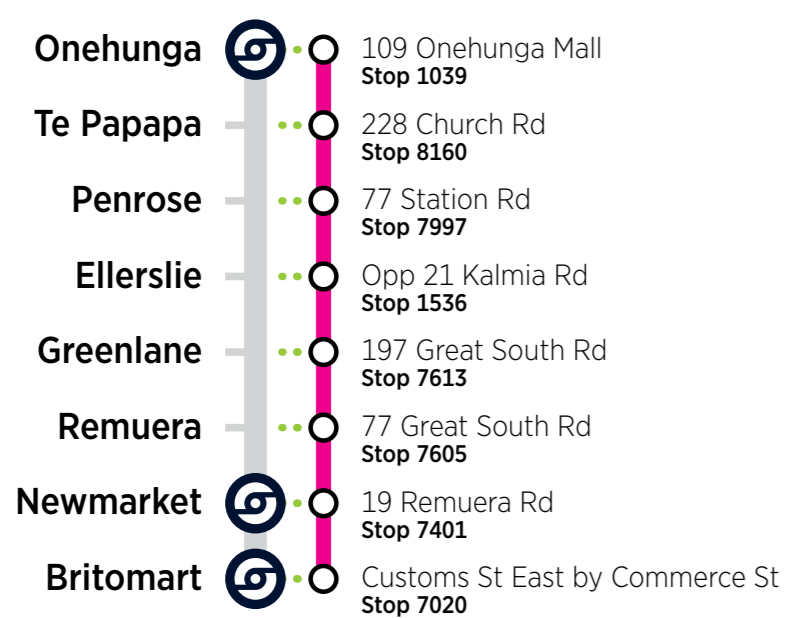 Onehunga
109 Onehunga Mall
Stop 1039
Te Papapa
228 Church Rd
Stop 8160
Penrose
77 Station Rd
Stop 7997
Ellerslie
Opp 21 Kalmia Rd
Stop 1536
Greenlane
197 Great South Rd
Stop 7613
Remuera
77 Great South Rd
Stop 7605
Newmarket
19 Remuera Rd
Stop 7401
Britomart
Customs St East by Commerce St
Stop 7020